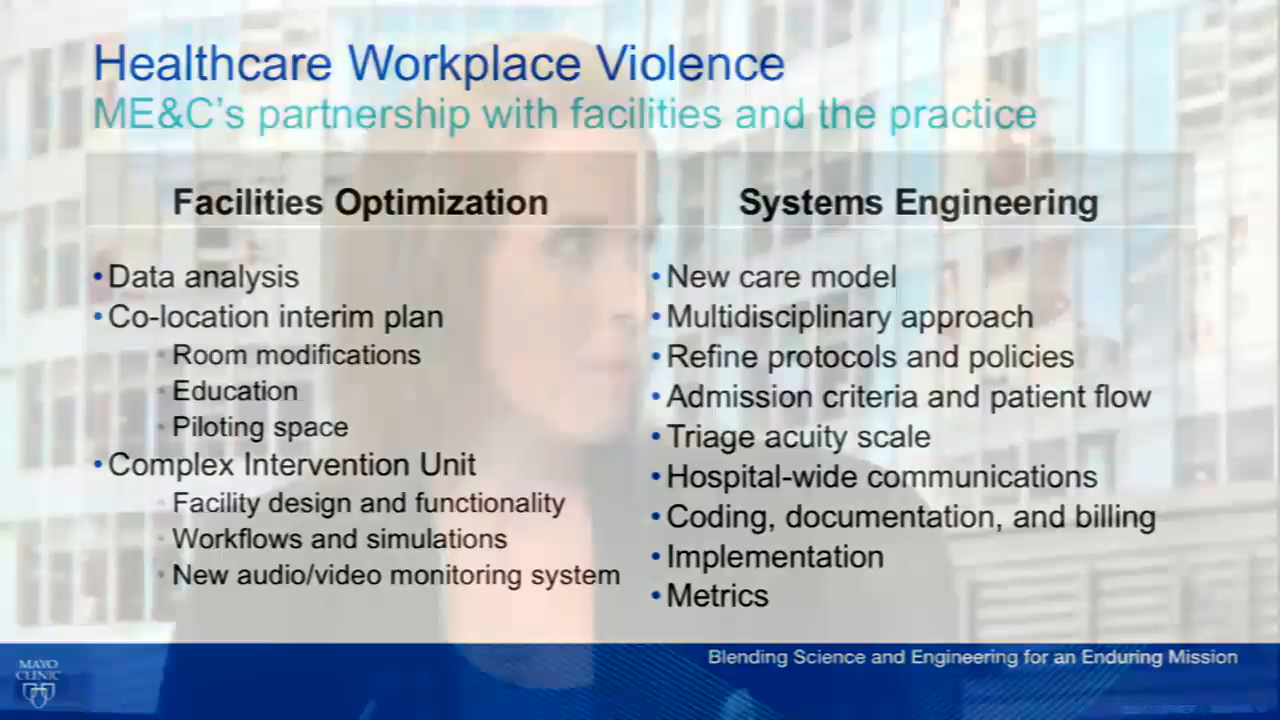 Healthcare Workplace Violence
ME&C's partnership with facilities and the practice
Facilities Optimization
•Data analysis
•Co-location interim plan
•Room modifications
•Education
•Piloting space
•Complex Intervention Unit
•Facility design and functionality
•Workflows and simulations
•New audio/video monitoring system
Systems Engineering
•New care model
•Multidisciplinary approach
•Refine protocols and policies
•Admission criteria and patient flow
•Triage acuity scale
•Hospital-wide communications
•Coding, documentation, and billing
•Implementation
•Metrics
MAYO
CLINIC
Blending Science and Engineering for an Enduring Mission